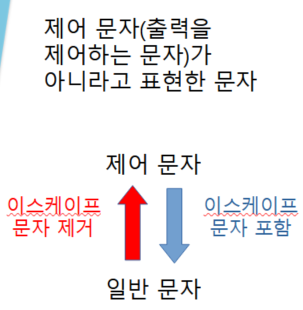 제어 문자(출력을
제어하는 문자)가
아니라고 표현한 문자
제어 문자
이스케이프
문자 제거
이스케이프
문자 포함
일반 문자